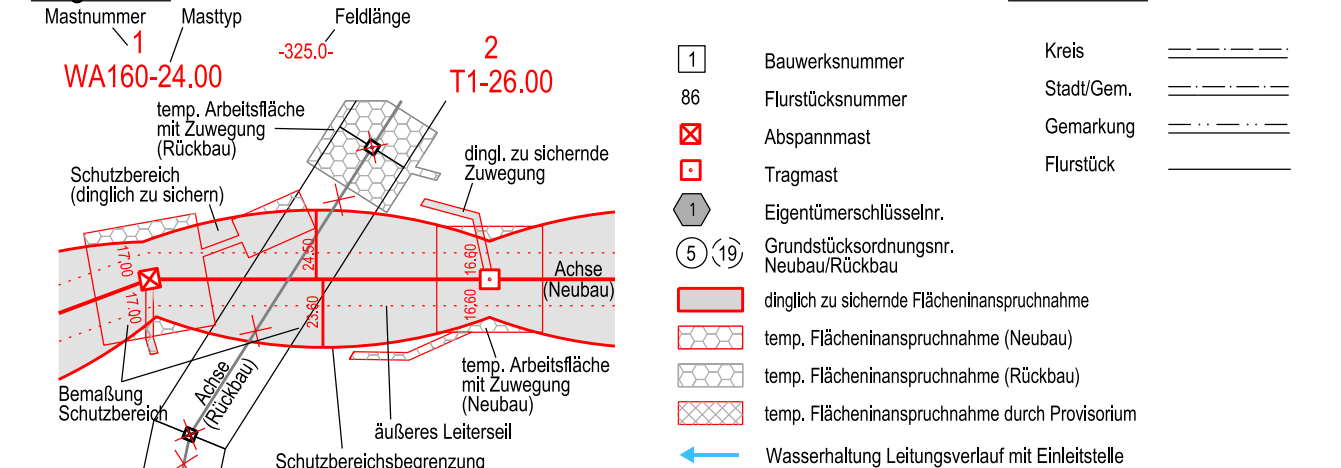 Mastnummer
Masttyp
Feldlänge
1
WA160-24.00
-325.0-
2
T1-26.00
temp. Arbeitsfläche
mit Zuwegung
(Rückbau)
Schutzbereich
(dinglich zu sichern)
dingl. zu sichernde
Zuwegung
17,00
17,00
24.50
23.60
16.60
16.60
Achse
(Neubau)
Bemaßung
Schutzbereich
Achse
(Rückbau)
temp. Arbeitsfläche
mit Zuwegung
(Neubau)
äußeres Leiterseil
Schutzbereichsbegrenzung
1
Bauwerksnummer
86
Flurstücksnummer
Abspannmast
Tragmast
1
Eigentümerschlüsselnr.
5
19
Grundstücksordnungsnr.
Neubau/Rückbau
dinglich zu sichernde Flächeninanspruchnahme
temp. Flächeninanspruchnahme (Neubau)
temp. Flächeninanspruchnahme (Rückbau)
temp. Flächeninanspruchnahme durch Provisorium
Wasserhaltung Leitungsverlauf mit Einleitstelle
Kreis
Stadt/Gem.
Gemarkung
Flurstück